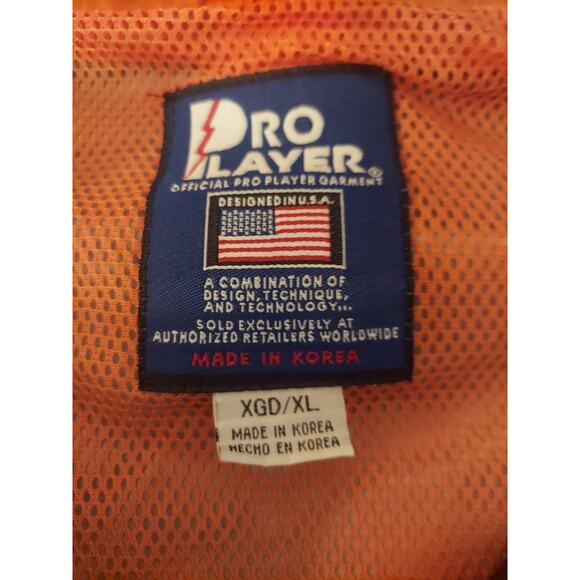 PRO
PLAYER®
OFFICIAL PRO PLAYER GARMENT
DESIGNED IN U.S.A.
A COMBINATION OF
DESIGN, TECHNIQUE,
AND TECHNOLOGY...
SOLD EXCLUSIVELY AT
AUTHORIZED RETAILERS WORLDWIDE
MADE IN KOREA
XGD/XL
MADE IN KOREA
HECHO EN KOREA